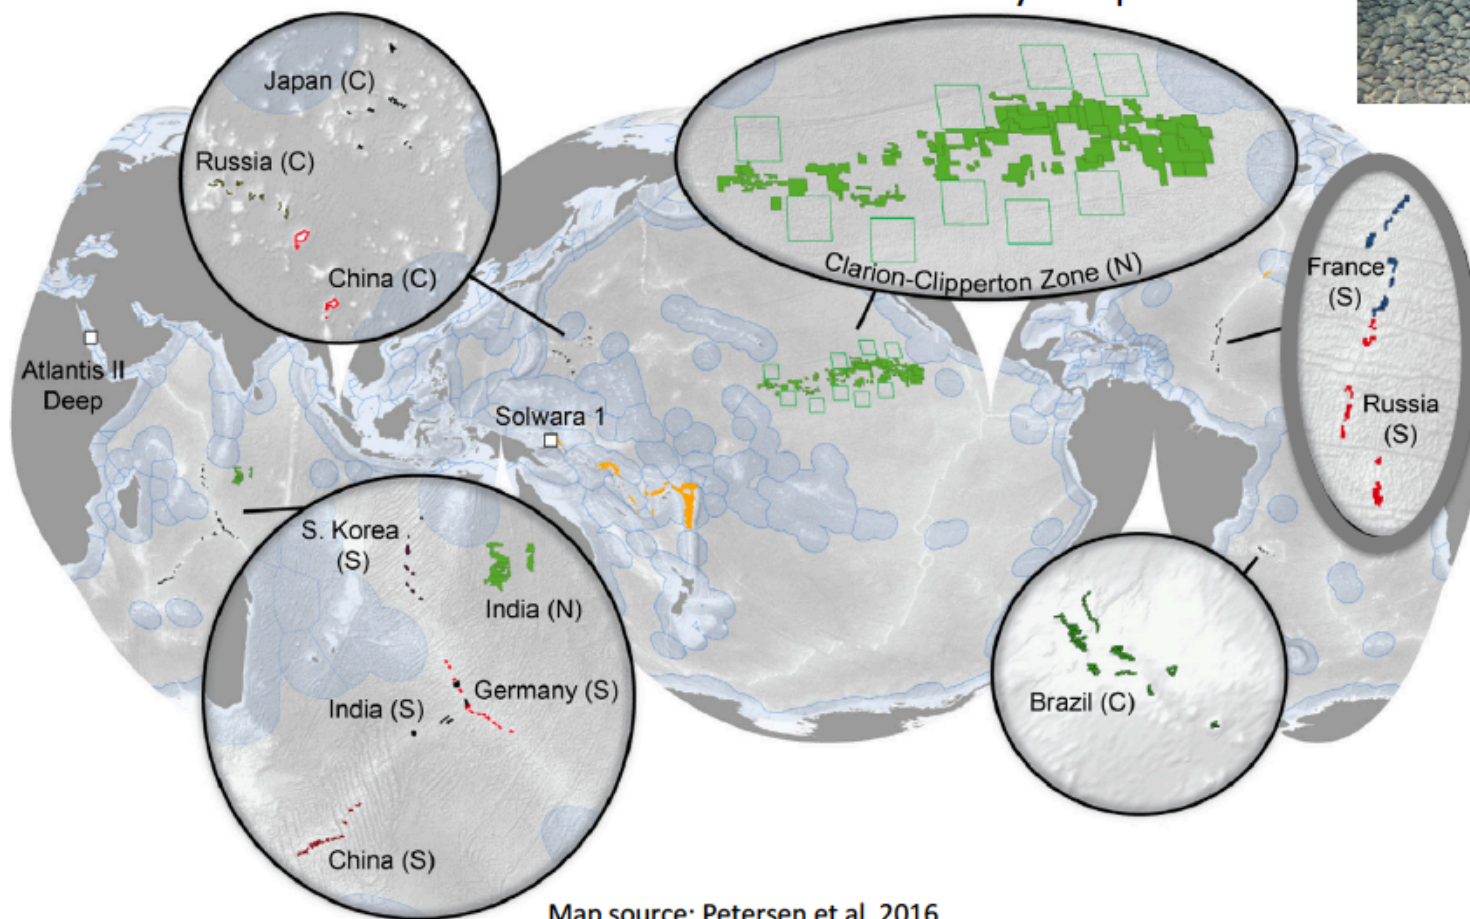 Japan (C)
Russia (C)
China (C)
Clarion-Clipperton Zone (N)
France
(S)
Russia
(S)
Atlantis II
Deep
Solwara 1
S. Korea
(S)
India (N)
Germany (S)
India (S)
China (S)
Brazil (C)
Map source: Petersen et al. 2016